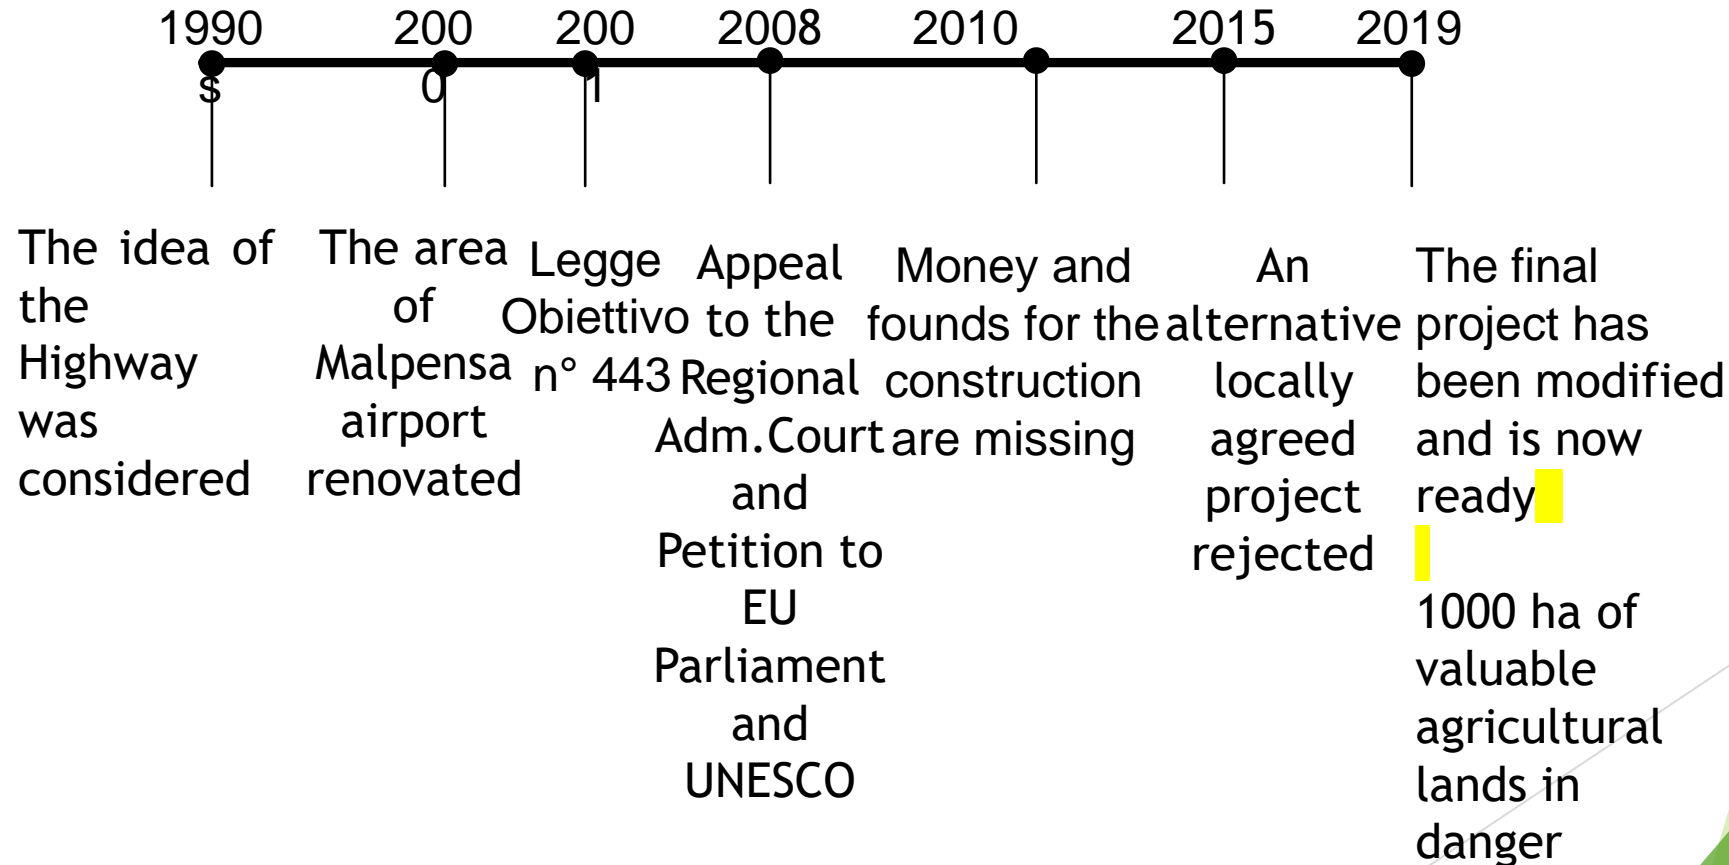 1990
s
200
0
200
1
2008
2010
2015
2019
The idea of
the
Highway
was
considered
The area
of
Malpensa
airport
renovated
Legge
Obiettivo
n° 443
Appeal
to the
Regional
Adm.Court
and
Petition to
EU
Parliament
and
UNESCO
Money and
founds for the
construction
are missing
An
alternative
locally
agreed
project
rejected
The final
project has
been modified
and is now
ready
1000 ha of
valuable
agricultural
lands in
danger